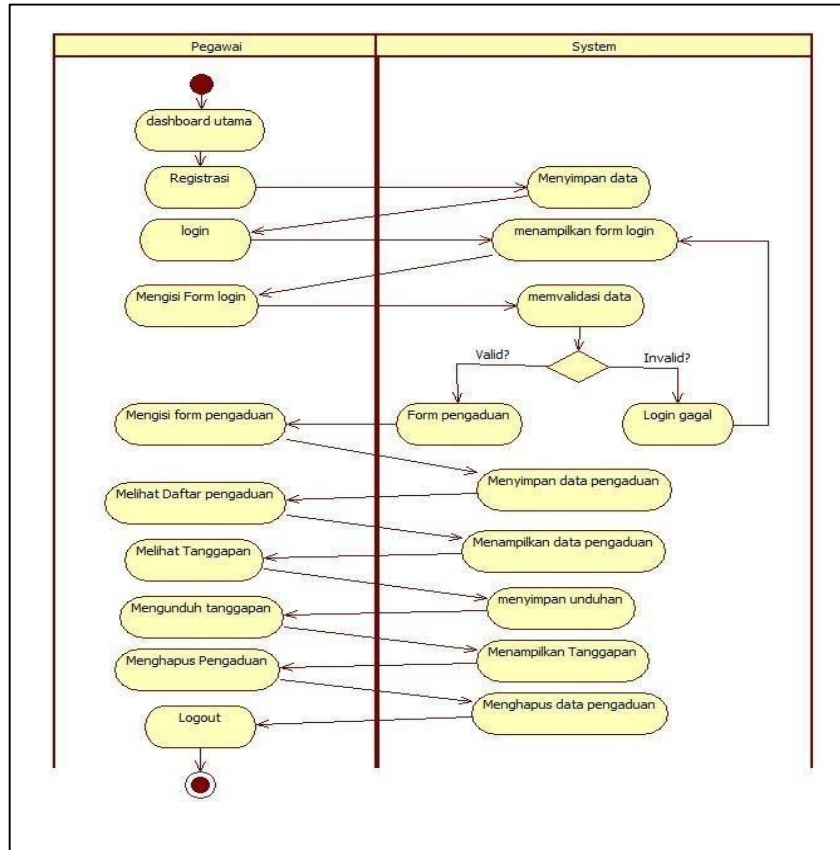 Pegawai
System
dashboard utama
Registrasi
Menyimpan data
login
menampilkan form login
Mengisi Form login
memvalidasi data
Valid?
Invalid?
Mengisi form pengaduan
Form pengaduan
Login gagal
Menyimpan data pengaduan
Melihat Daftar pengaduan
Menampilkan data pengaduan
Melihat Tanggapan
menyimpan unduhan
Mengunduh tanggapan
Menampilkan Tanggapan
Menghapus Pengaduan
Menghapus data pengaduan
Logout